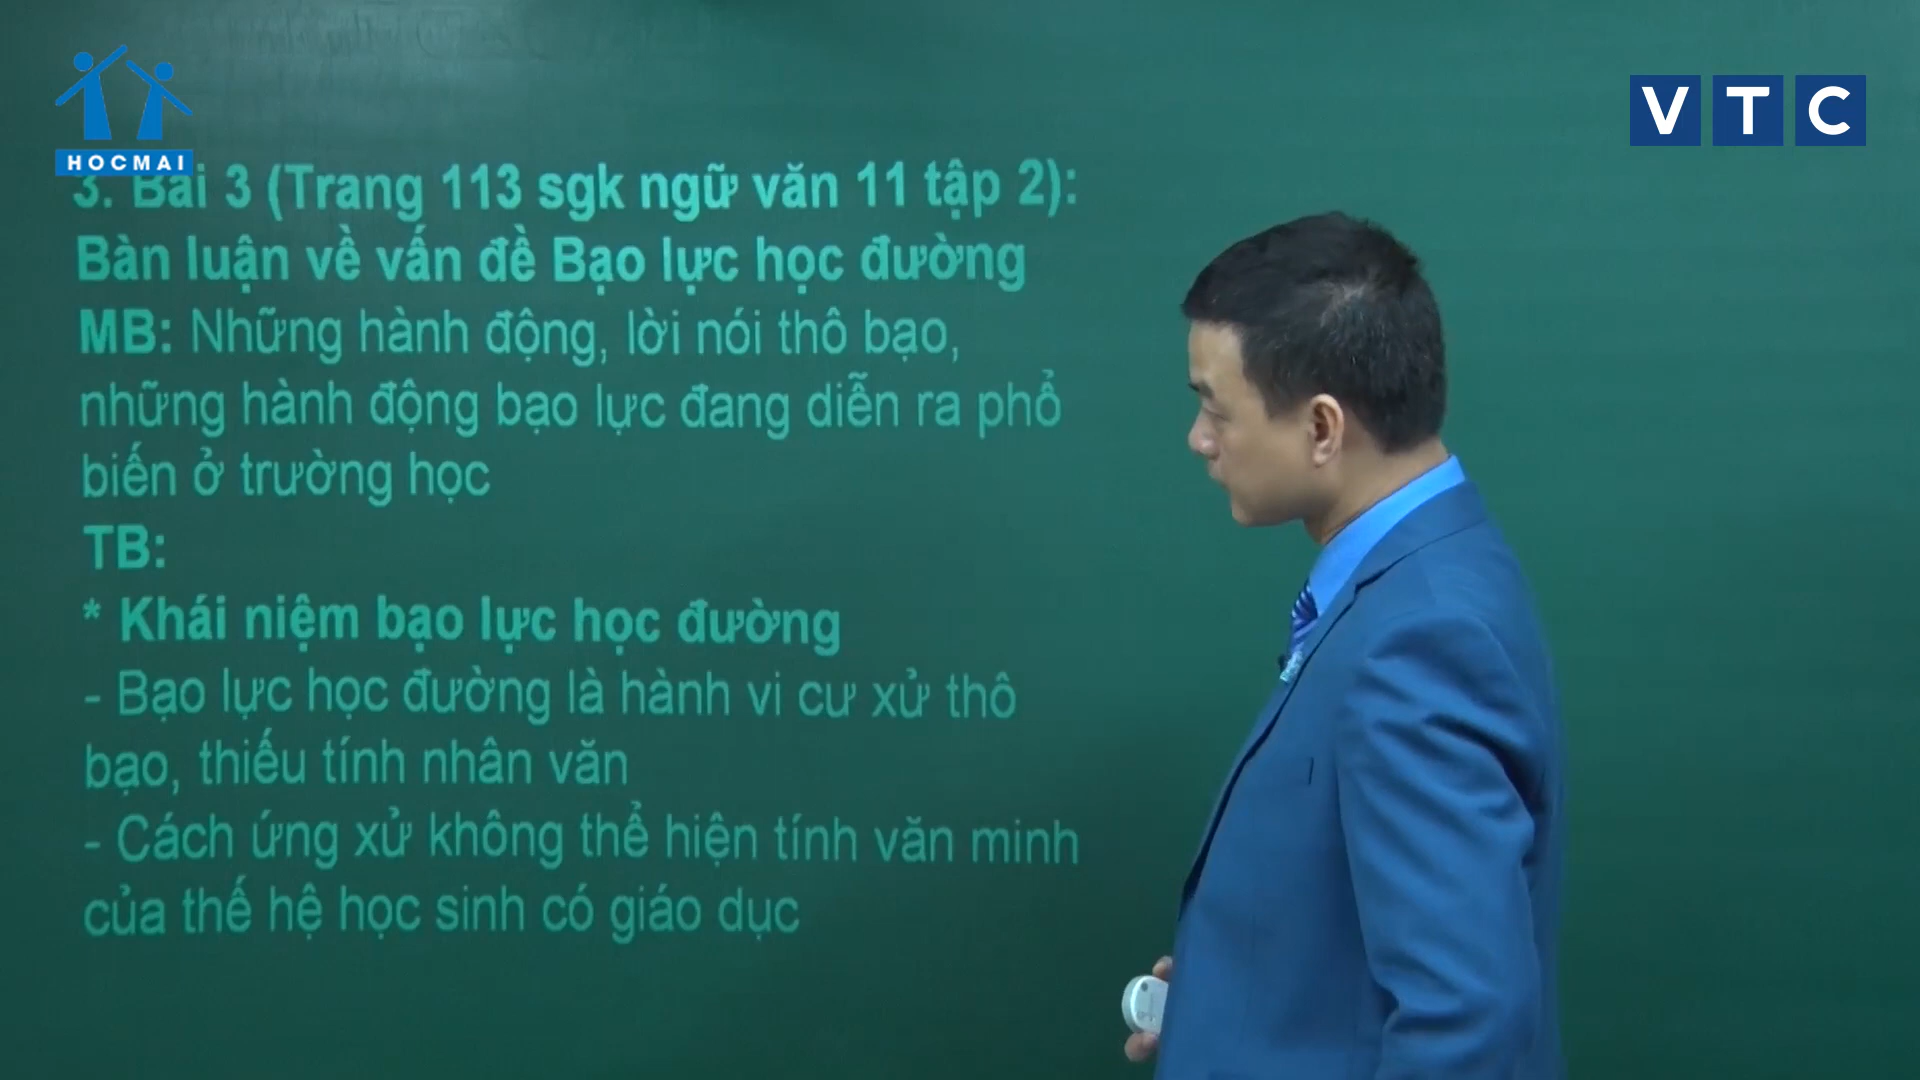 HOCMAI
VTC
3. Bài 3 (Trang 113 sgk ngữ văn 11 tập 2):
Bàn luận về vấn đề Bạo lực học đường
MB: Những hành động, lời nói thô bạo,
những hành động bạo lực đang diễn ra phổ
biến ở trường học
TB:
* Khái niệm bạo lực học đường
- Bạo lực học đường là hành vi cư xử thô
bạo, thiếu tính nhân văn
- Cách ứng xử không thể hiện tính văn minh
của thế hệ học sinh có giáo dục